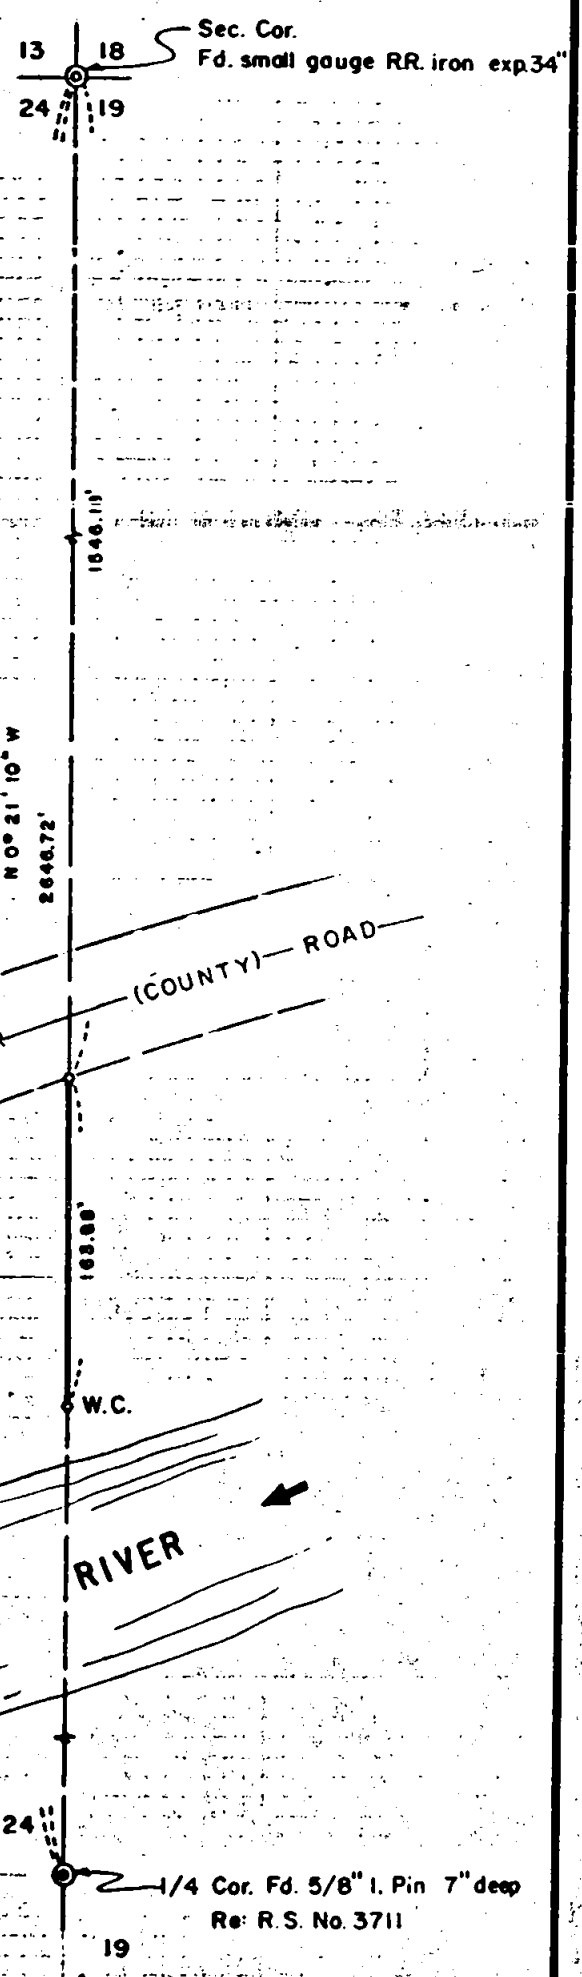 Sec. Cor.
13 18
Fd. small gauge RR. iron exp. 34"
24 19
1646.11'
N 0° 21' 10" W
2646.72'
(COUNTY) ROAD
163.88'
W.C.
RIVER
24
1/4 Cor. Fd. 5/8" I. Pin 7" deep
Re: R.S. No. 3711
19